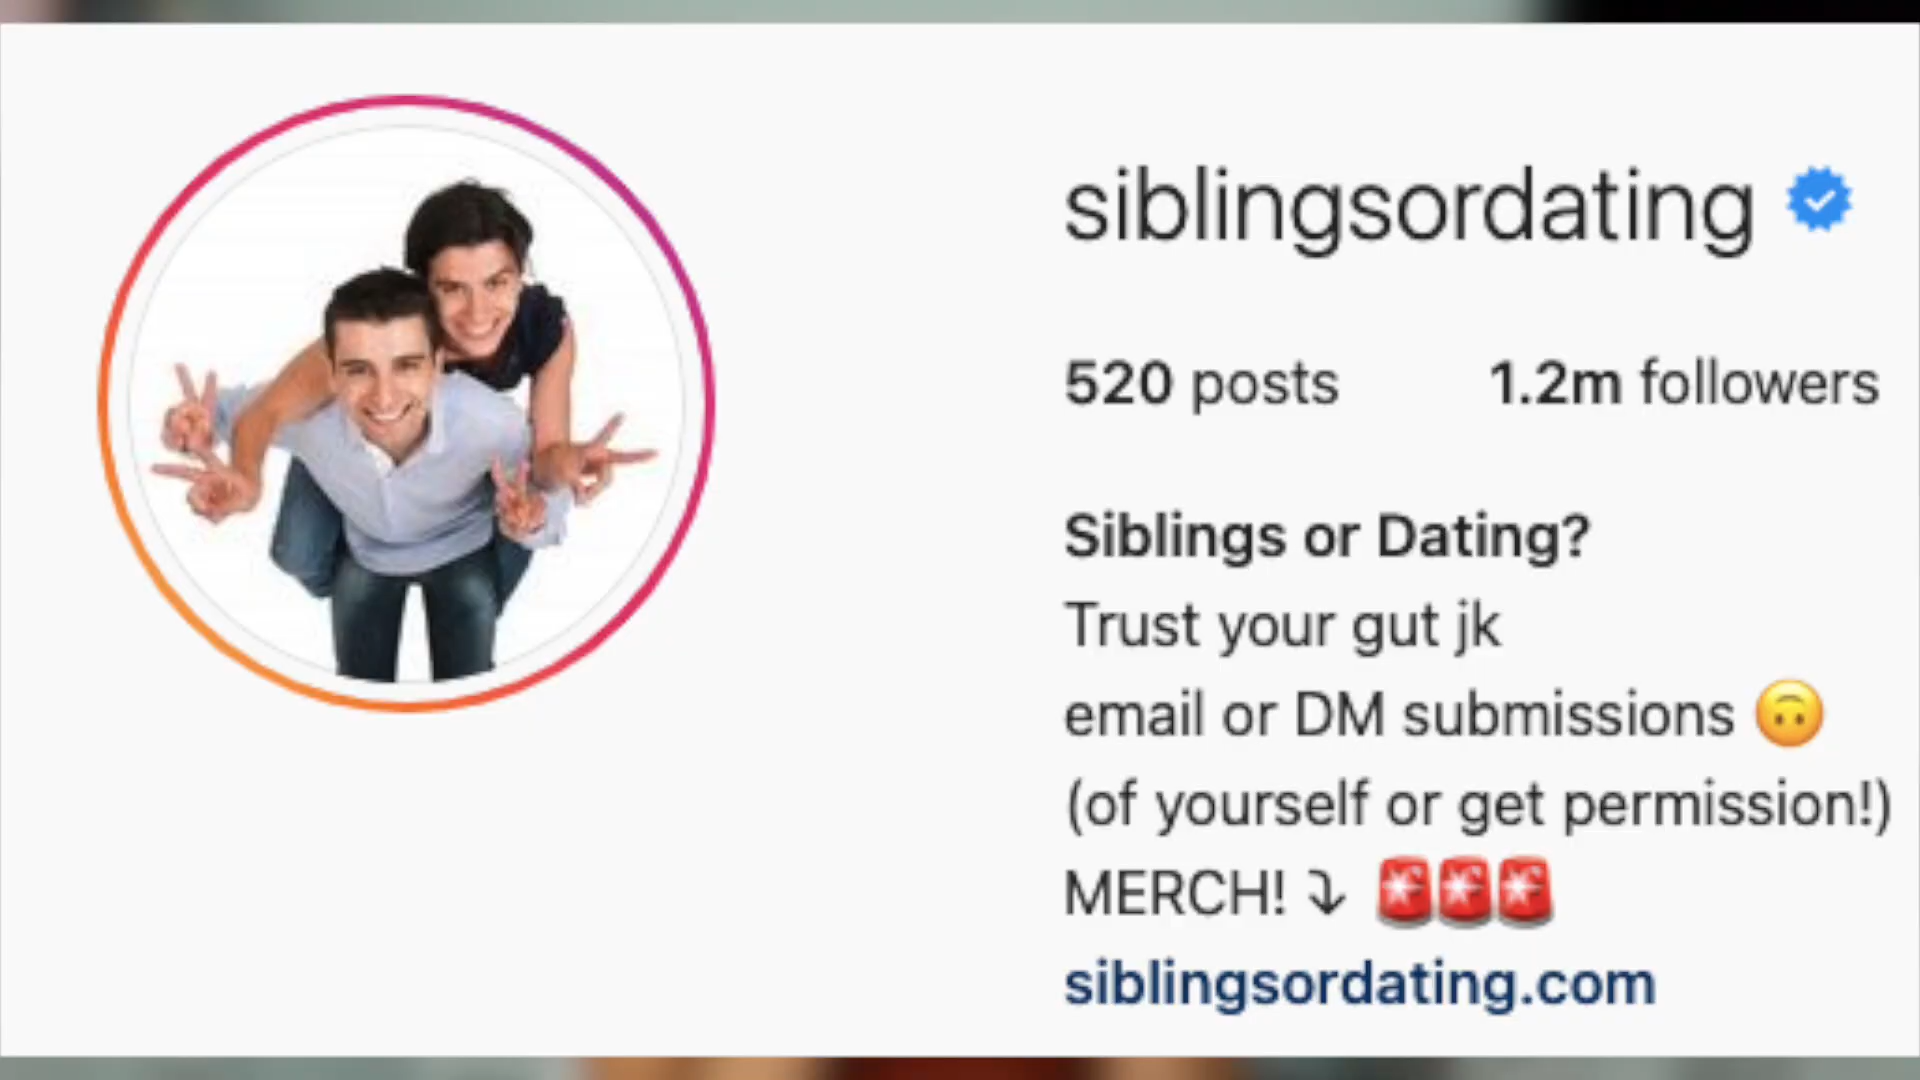 siblingsordating
520 posts 1.2m followers
Siblings or Dating?
Trust your gut jk
email or DM submissions 🙃
(of yourself or get permission!)
MERCH! ⤵ 🚨🚨🚨
siblingsordating.com